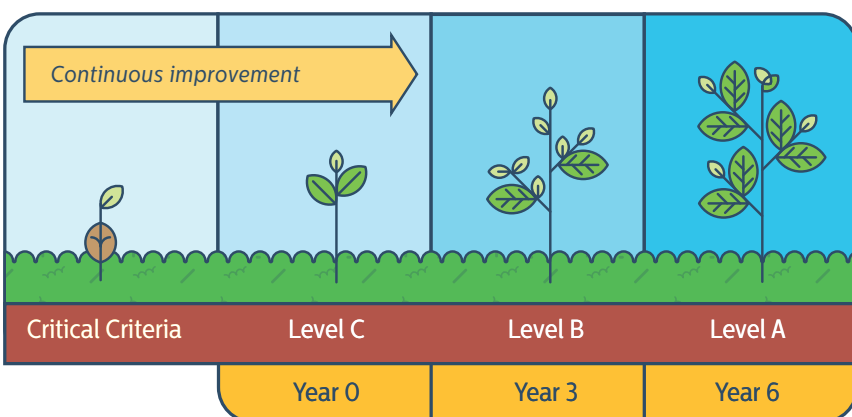 Continuous improvement
Critical Criteria
Level C
Level B
Level A
Year 0
Year 3
Year 6